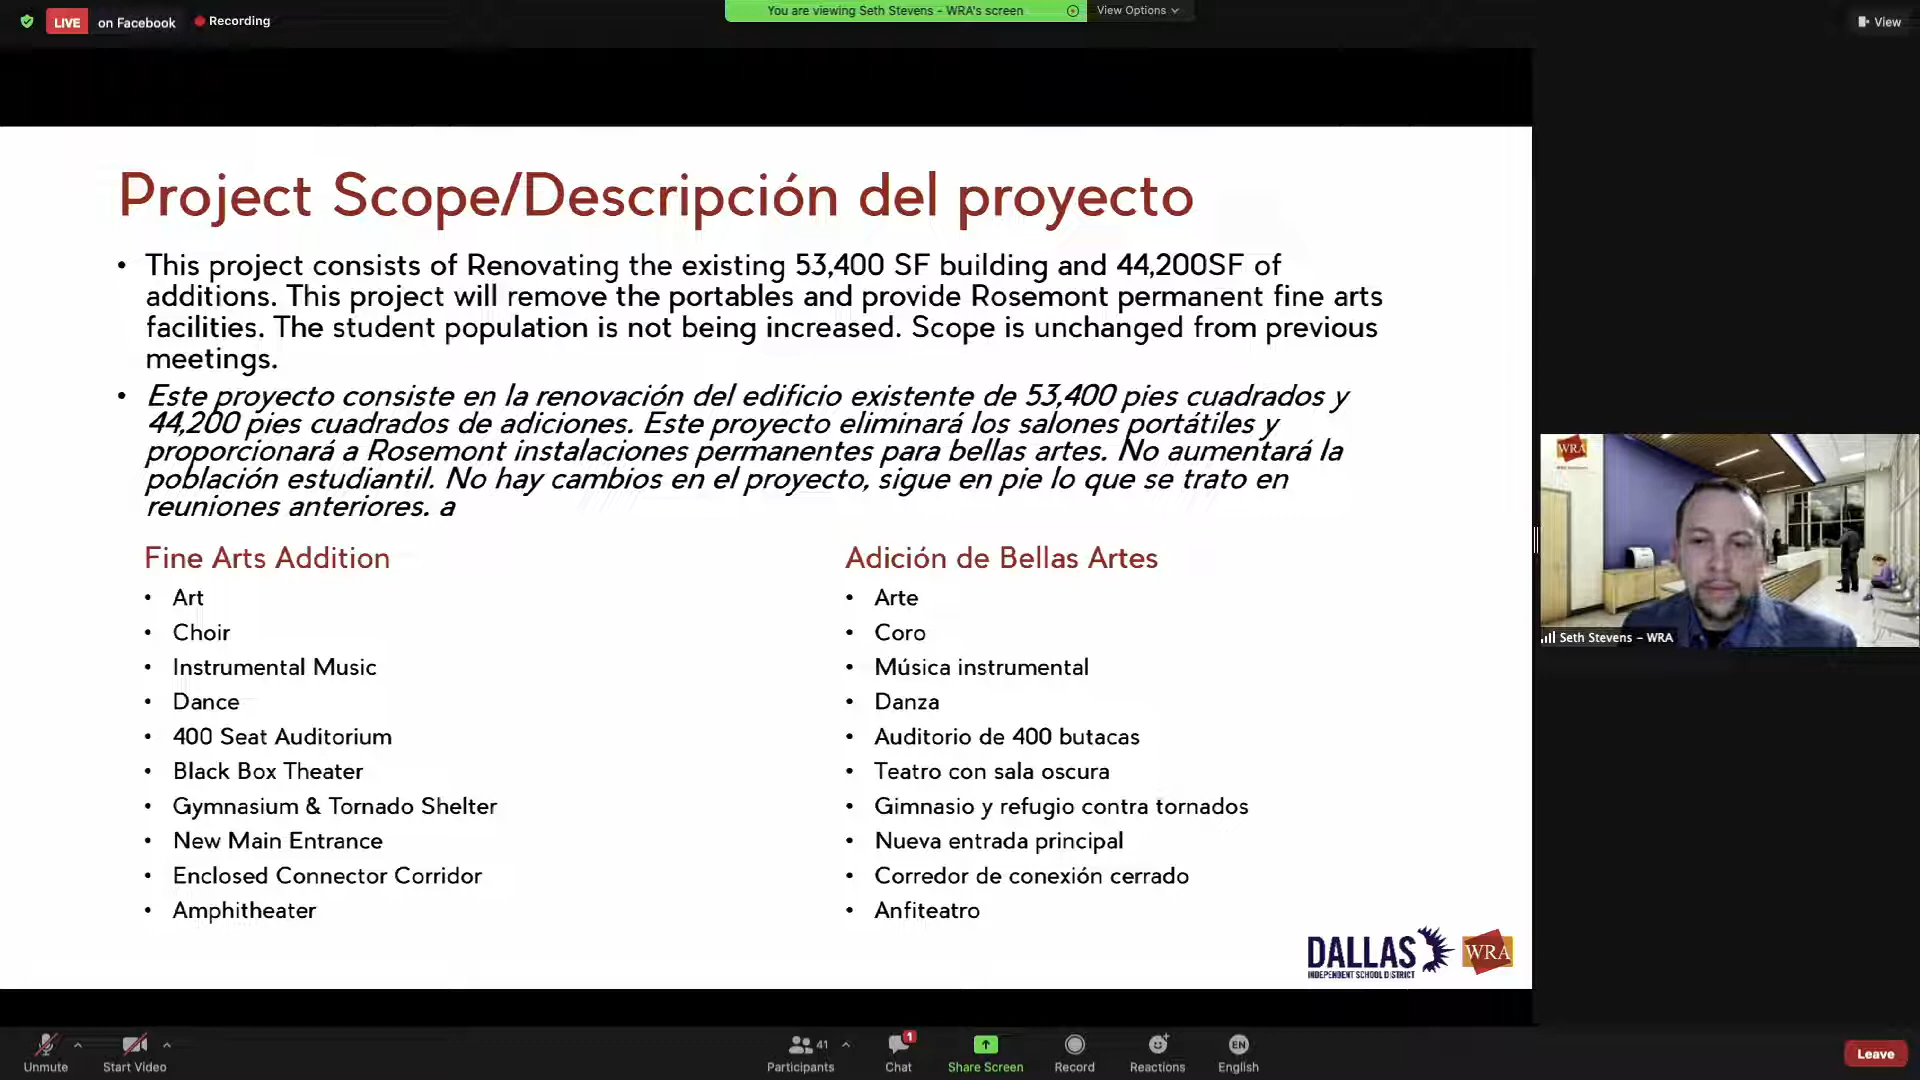 LIVE on Facebook Recording
You are viewing Seth Stevens - WRA's screen
View Options
View
Project Scope/Descripción del proyecto
• This project consists of Renovating the existing 53,400 SF building and 44,200SF of
additions. This project will remove the portables and provide Rosemont permanent fine arts
facilities. The student population is not being increased. Scope is unchanged from previous
meetings.
• Este proyecto consiste en la renovación del edificio existente de 53,400 pies cuadrados y
44,200 pies cuadrados de adiciones. Este proyecto eliminará los salones portátiles y
proporcionará a Rosemont instalaciones permanentes para bellas artes. No aumentará la
población estudiantil. No hay cambios en el proyecto, sigue en pie lo que se trato en
reuniones anteriores. a
Fine Arts Addition
• Art
• Choir
• Instrumental Music
• Dance
• 400 Seat Auditorium
• Black Box Theater
• Gymnasium & Tornado Shelter
• New Main Entrance
• Enclosed Connector Corridor
• Amphitheater
Adición de Bellas Artes
• Arte
• Coro
• Música instrumental
• Danza
• Auditorio de 400 butacas
• Teatro con sala oscura
• Gimnasio y refugio contra tornados
• Nueva entrada principal
• Corredor de conexión cerrado
• Anfiteatro
DALLAS
INDEPENDENT SCHOOL DISTRICT
WRA
WRA
Seth Stevens - WRA
Unmute
Start Video
41
Participants
1
Chat
Share Screen
Record
Reactions
EN
English
Leave